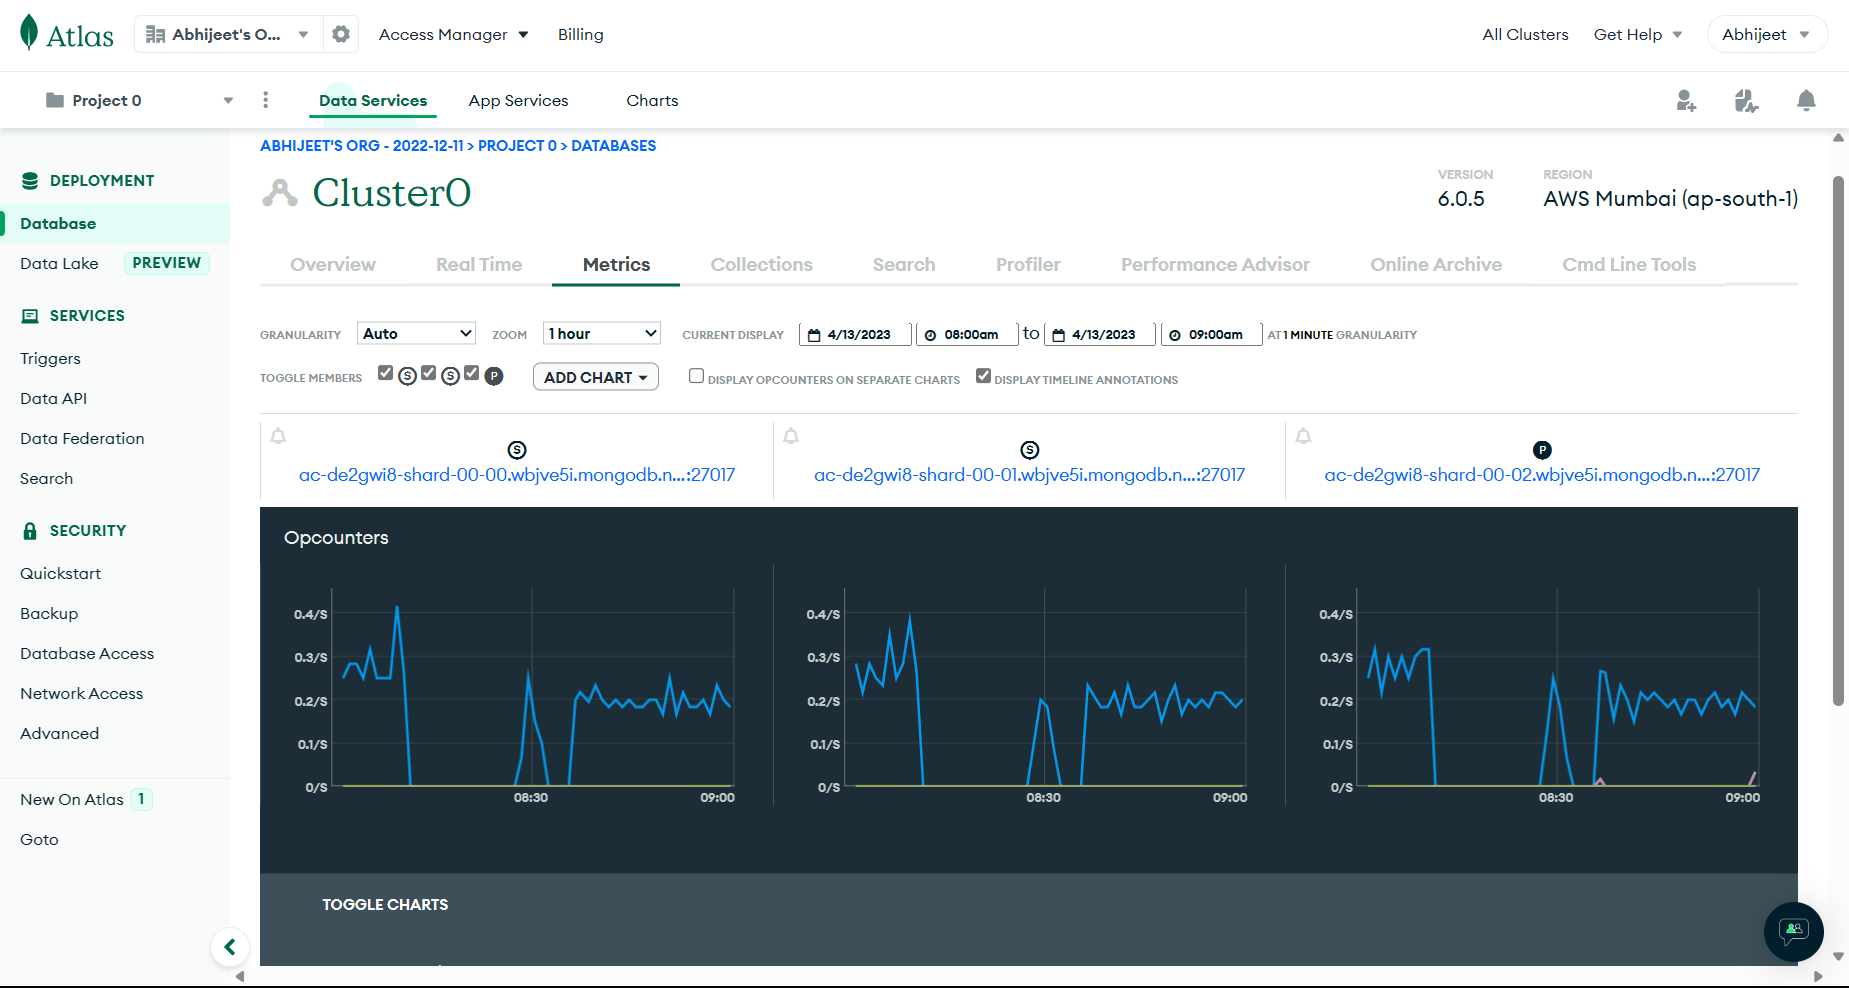 Atlas
Abhijeet's O...
Access Manager
Billing
All Clusters
Get Help
Abhijeet
Project 0
Data Services
App Services
Charts
DEPLOYMENT
Database
Data Lake
PREVIEW
SERVICES
Triggers
Data API
Data Federation
Search
SECURITY
Quickstart
Backup
Database Access
Network Access
Advanced
New On Atlas 1
Goto
ABHIJEET'S ORG - 2022-12-11 > PROJECT 0 > DATABASES
Cluster0
VERSION
6.0.5
REGION
AWS Mumbai (ap-south-1)
Overview
Real Time
Metrics
Collections
Search
Profiler
Performance Advisor
Online Archive
Cmd Line Tools
GRANULARITY Auto ZOOM 1 hour CURRENT DISPLAY 4/13/2023 08:00am to 4/13/2023 09:00am AT 1 MINUTE GRANULARITY
TOGGLE MEMBERS S S P ADD CHART DISPLAY OPCOUNTERS ON SEPARATE CHARTS DISPLAY TIMELINE ANNOTATIONS
S
ac-de2gwi8-shard-00-00.wbjve5i.mongodb.n...:27017
S
ac-de2gwi8-shard-00-01.wbjve5i.mongodb.n...:27017
P
ac-de2gwi8-shard-00-02.wbjve5i.mongodb.n...:27017
Opcounters
0.4/S
0.3/S
0.2/S
0.1/S
0/S
08:30
09:00
0.4/S
0.3/S
0.2/S
0.1/S
0/S
08:30
09:00
0.4/S
0.3/S
0.2/S
0.1/S
0/S
08:30
09:00
TOGGLE CHARTS